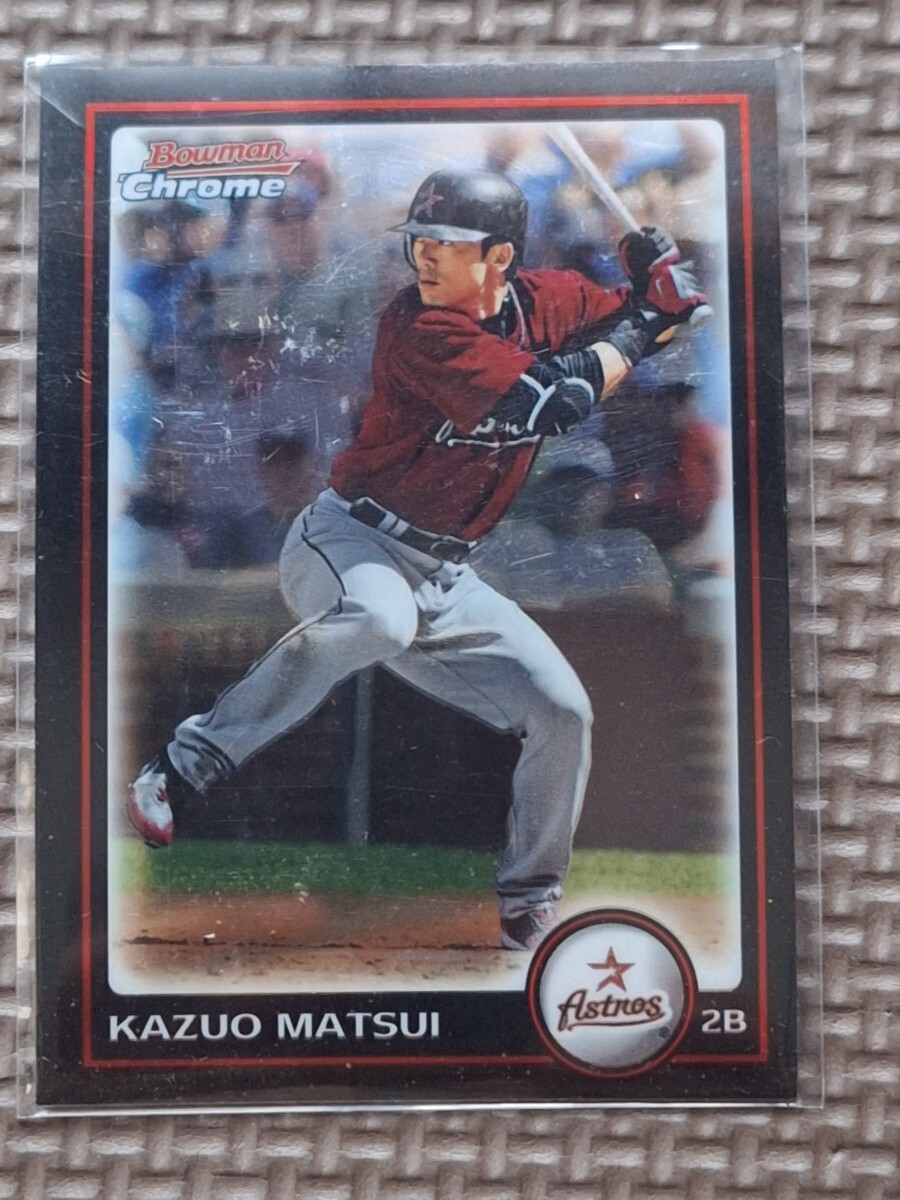 Bowman
Chrome
Astros
KAZUO MATSUI
2B